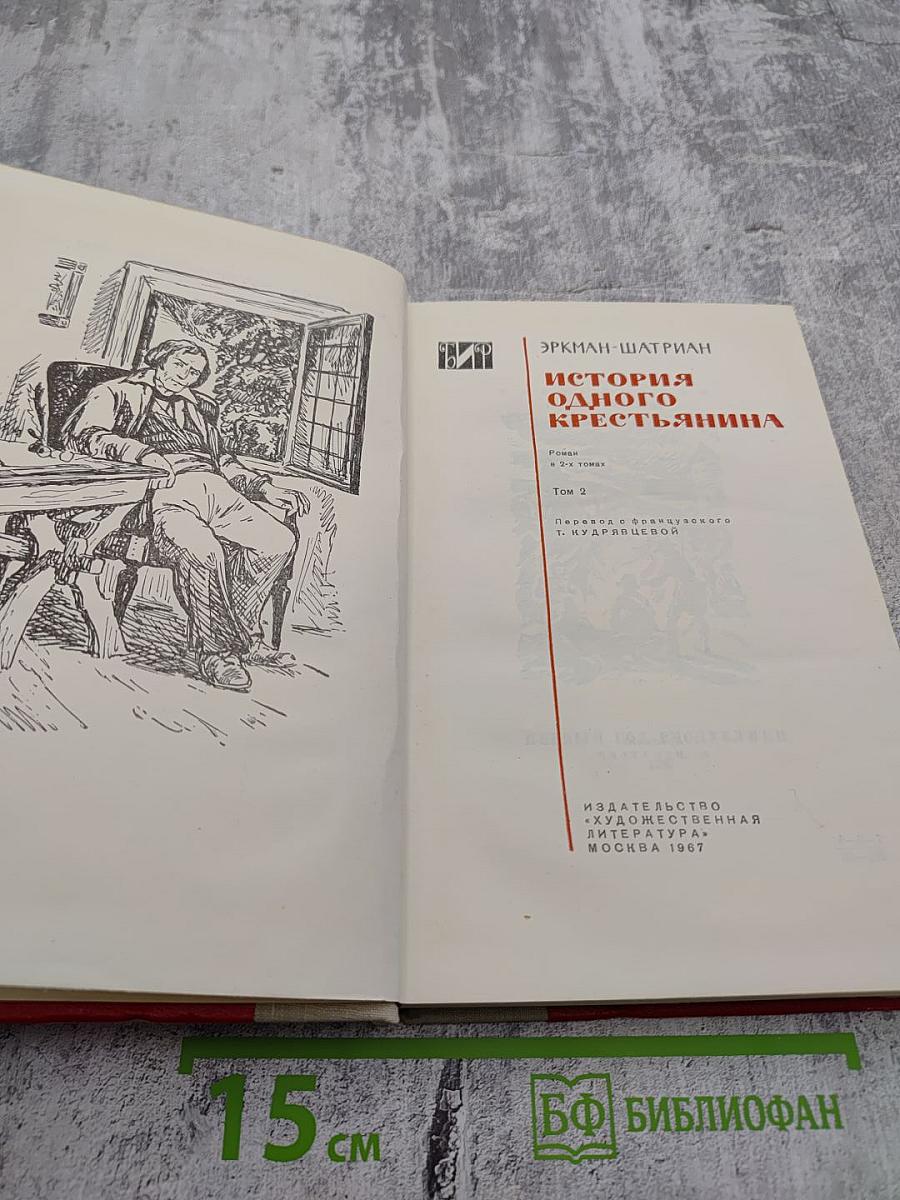 БИР
ЭРКМАН-ШАТРИАН
ИСТОРИЯ
ОДНОГО
КРЕСТЬЯНИНА
Роман
в 2-х томах
Том 2
Перевод с французского
Т. КУДРЯВЦЕВОЙ
ИЗДАТЕЛЬСТВО
«ХУДОЖЕСТВЕННАЯ
ЛИТЕРАТУРА»
МОСКВА 1967
15 см
БФ БИБЛИОФАН